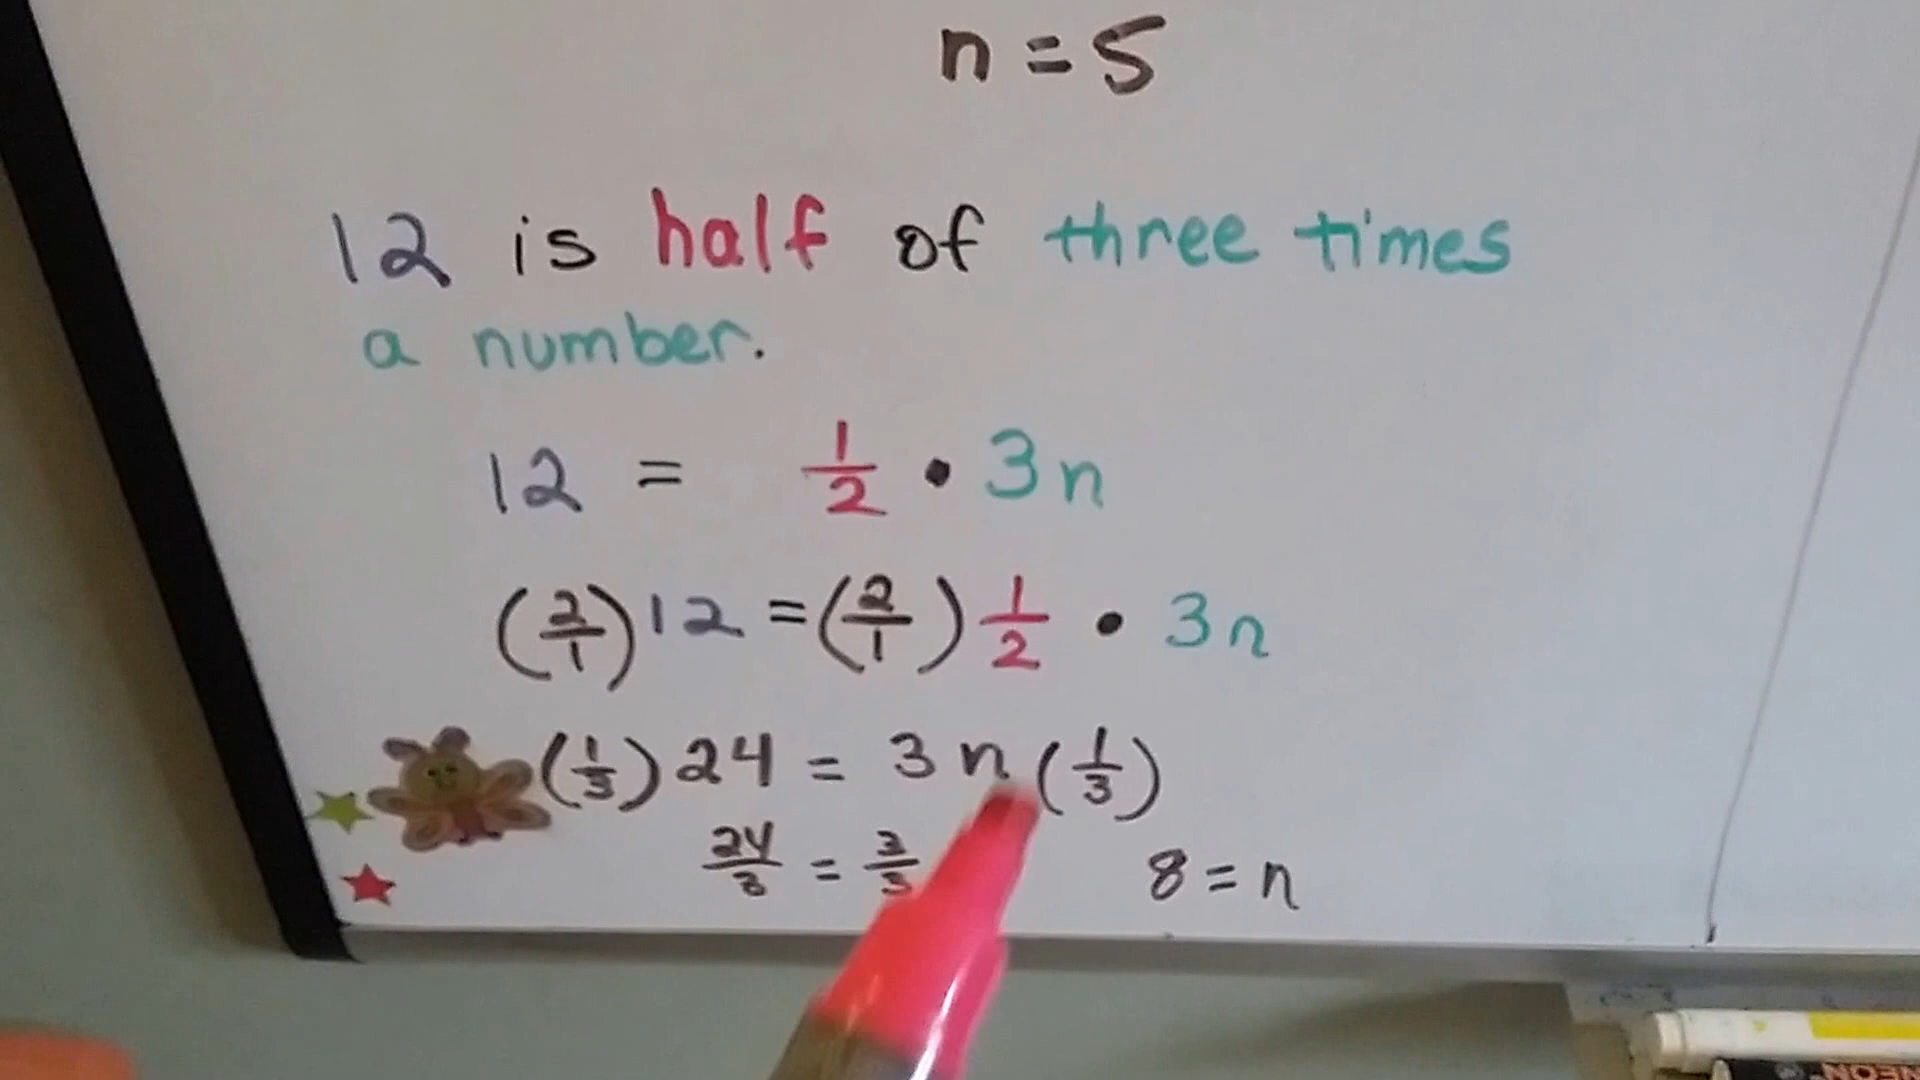 n = 5
12 is half of three times
a number.
12 = 1/2 • 3n
(2/1) 12 = (2/1) 1/2 • 3n
(1/3) 24 = 3n (1/3)
24/3 = 3/3
8 = n
NEON